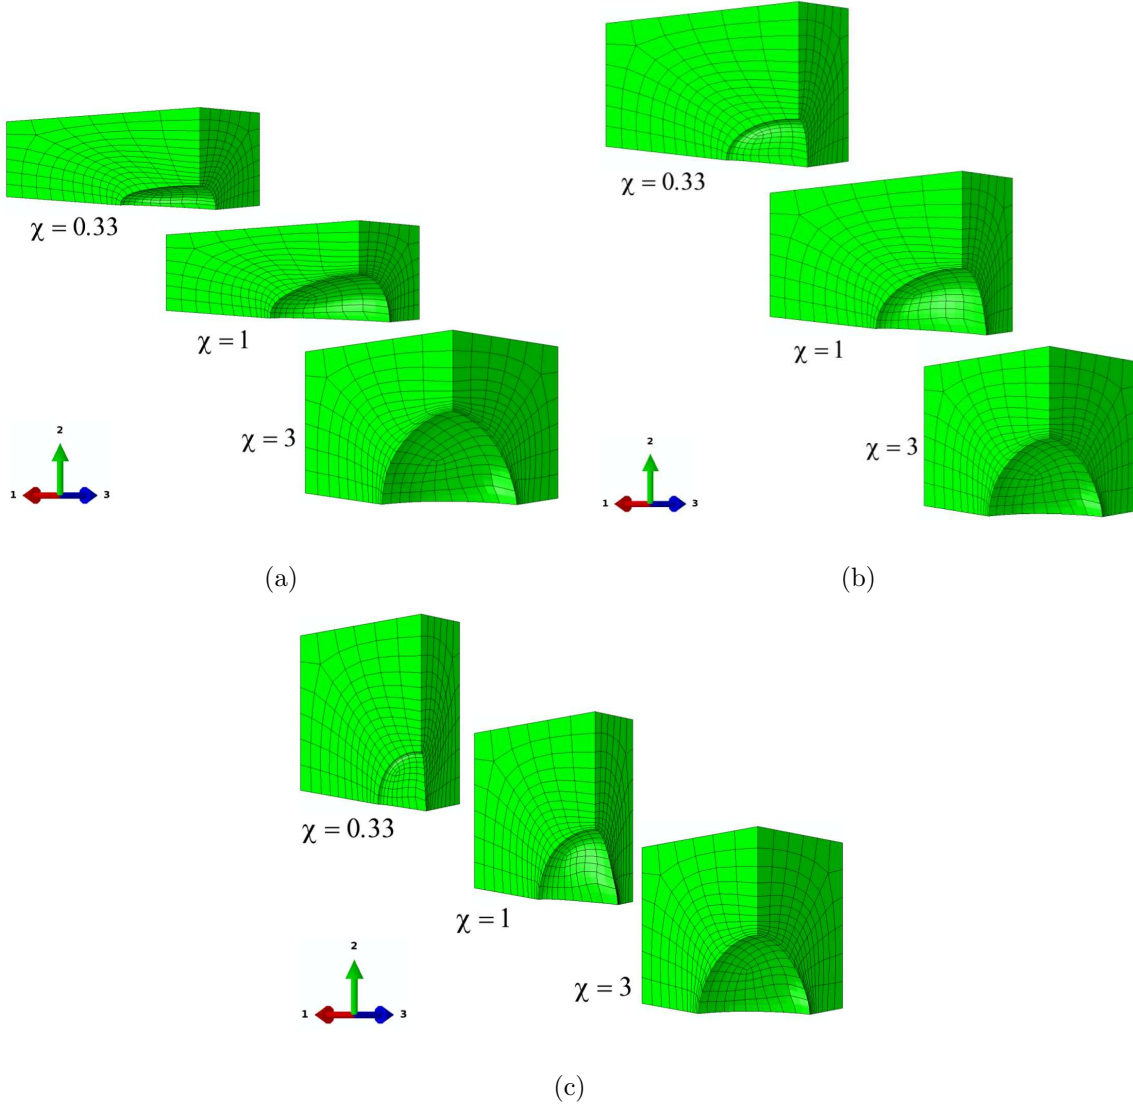 χ = 0.33
χ = 1
χ = 3
2
1
3
(a)
χ = 0.33
χ = 1
χ = 3
2
1
3
(b)
χ = 0.33
χ = 1
χ = 3
2
1
3
(c)